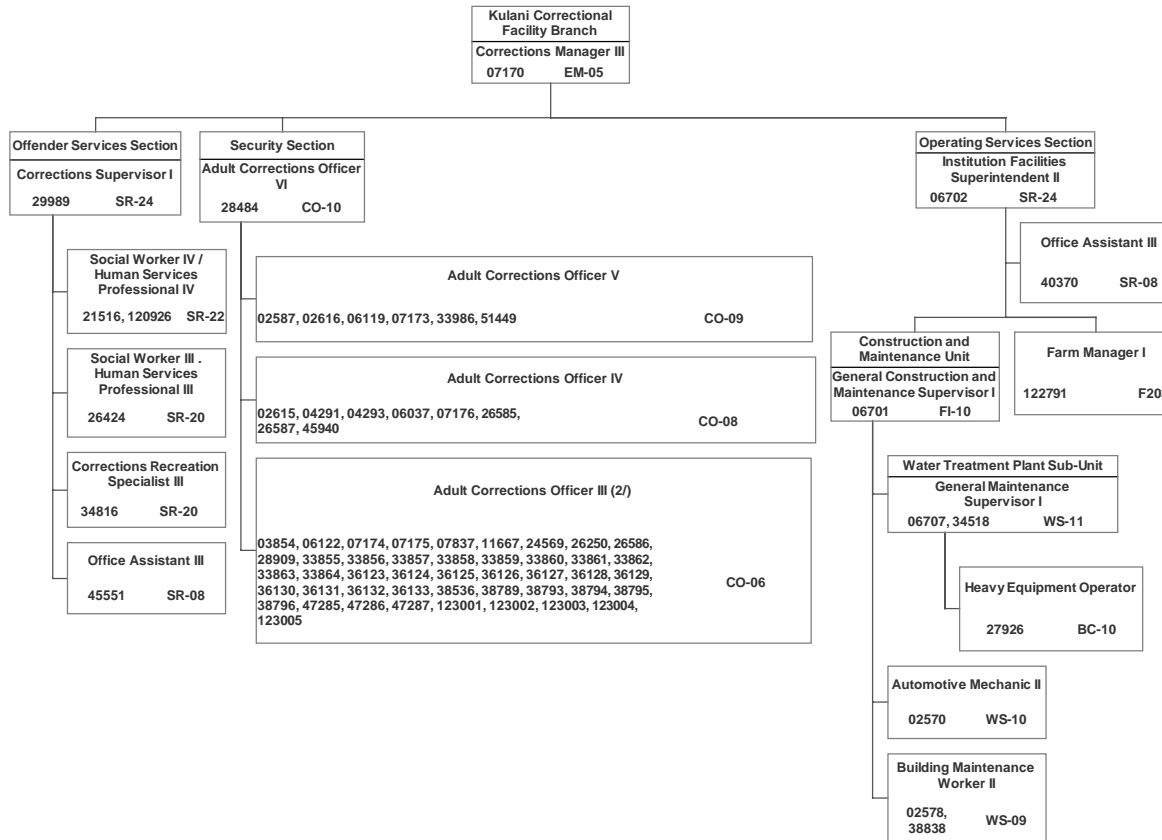 Kulani Correctional
Facility Branch
Corrections Manager III
07170 EM-05
Offender Services Section
Corrections Supervisor I
29989 SR-24
Social Worker IV /
Human Services
Professional IV
21516, 120926 SR-22
Social Worker III .
Human Services
Professional III
26424 SR-20
Corrections Recreation
Specialist III
34816 SR-20
Office Assistant III
45551 SR-08
Security Section
Adult Corrections Officer
VI
28484 CO-10
Adult Corrections Officer V
02587, 02616, 06119, 07173, 33986, 51449 CO-09
Adult Corrections Officer IV
02615, 04291, 04293, 06037, 07176, 26585,
26587, 45940
CO-08
Adult Corrections Officer III (2/)
03854, 06122, 07174, 07175, 07837, 11667, 24569, 26250, 26586,
28909, 33855, 33856, 33857, 33858, 33859, 33860, 33861, 33862,
33863, 33864, 36123, 36124, 36125, 36126, 36127, 36128, 36129,
36130, 36131, 36132, 36133, 38536, 38789, 38793, 38794, 38795,
38796, 47285, 47286, 47287, 123001, 123002, 123003, 123004,
123005
CO-06
Operating Services Section
Institution Facilities
Superintendent II
06702 SR-24
Office Assistant III
40370 SR-08
Construction and
Maintenance Unit
General Construction and
Maintenance Supervisor I
06701 FI-10
Farm Manager I
122791 F20
Water Treatment Plant Sub-Unit
General Maintenance
Supervisor I
06707, 34518 WS-11
Heavy Equipment Operator
27926 BC-10
Automotive Mechanic II
02570 WS-10
Building Maintenance
Worker II
02578,
38838
WS-09